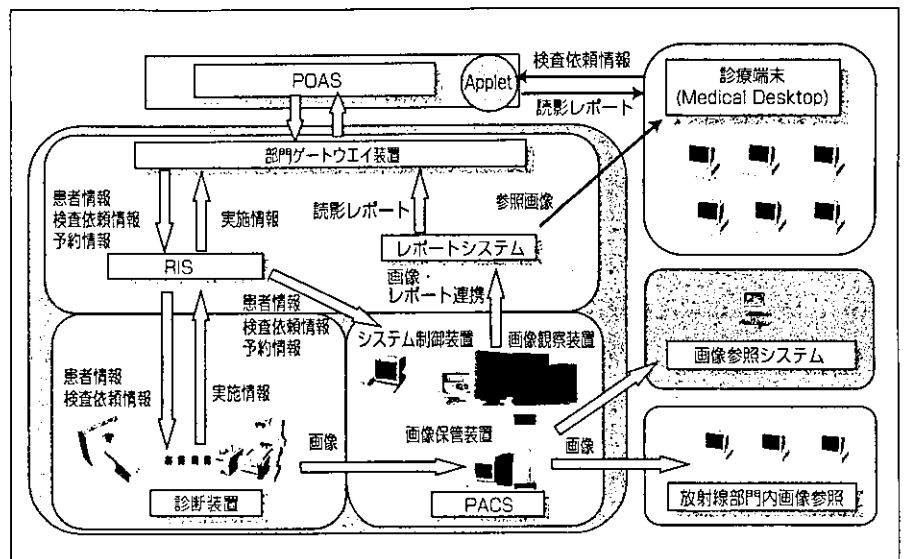 POAS
Applet
検査依頼情報
読影レポート
診療端末
(Medical Desktop)
部門ゲートウエイ装置
患者情報
検査依頼情報
予約情報
実施情報
読影レポート
参照画像
RIS
レポートシステム
画像・
レポート連携
患者情報
検査依頼情報
予約情報
システム制御装置
画像観察装置
画像参照システム
患者情報
検査依頼情報
実施情報
画像
画像保管装置
画像
診断装置
PACS
放射線部門内画像参照